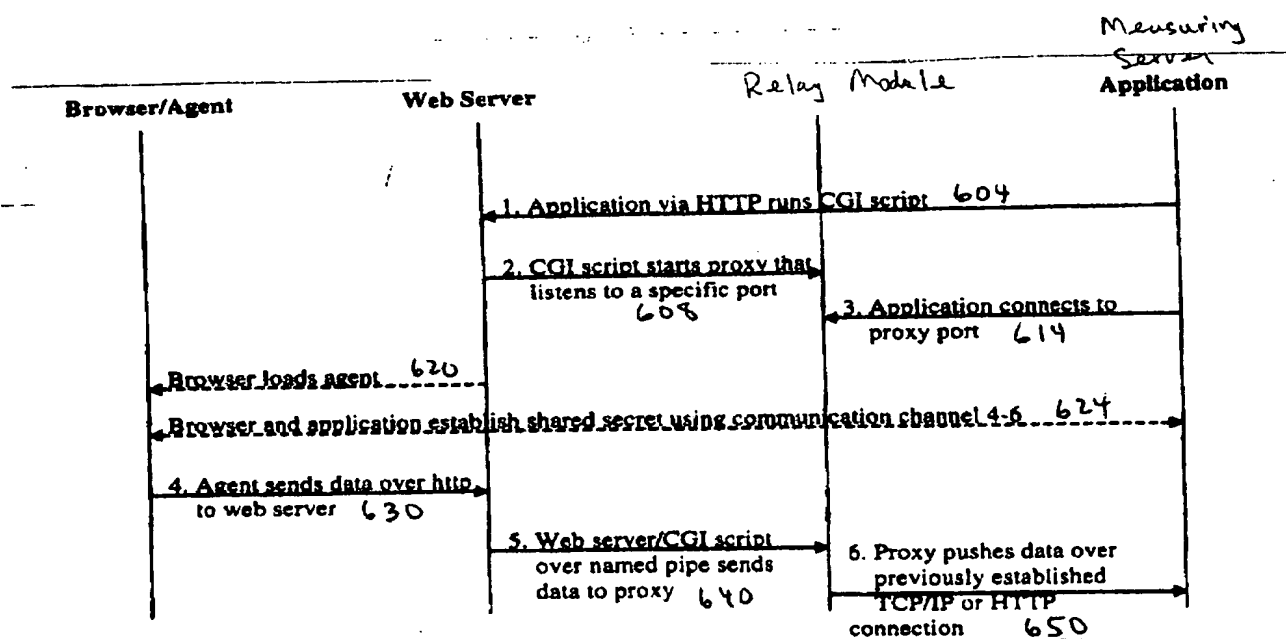 Measuring
Server
Browser/Agent
Web Server
Relay Module
Application
1. Application via HTTP runs CGI script 604
2. CGI script starts proxy that
listens to a specific port
608
3. Application connects to
proxy port 614
Browser loads agent 620
Browser and application establish shared secret using communication channel 4-6 624
4. Agent sends data over http
to web server 630
5. Web server/CGI script
over named pipe sends
data to proxy 640
6. Proxy pushes data over
previously established
TCP/IP or HTTP
connection 650